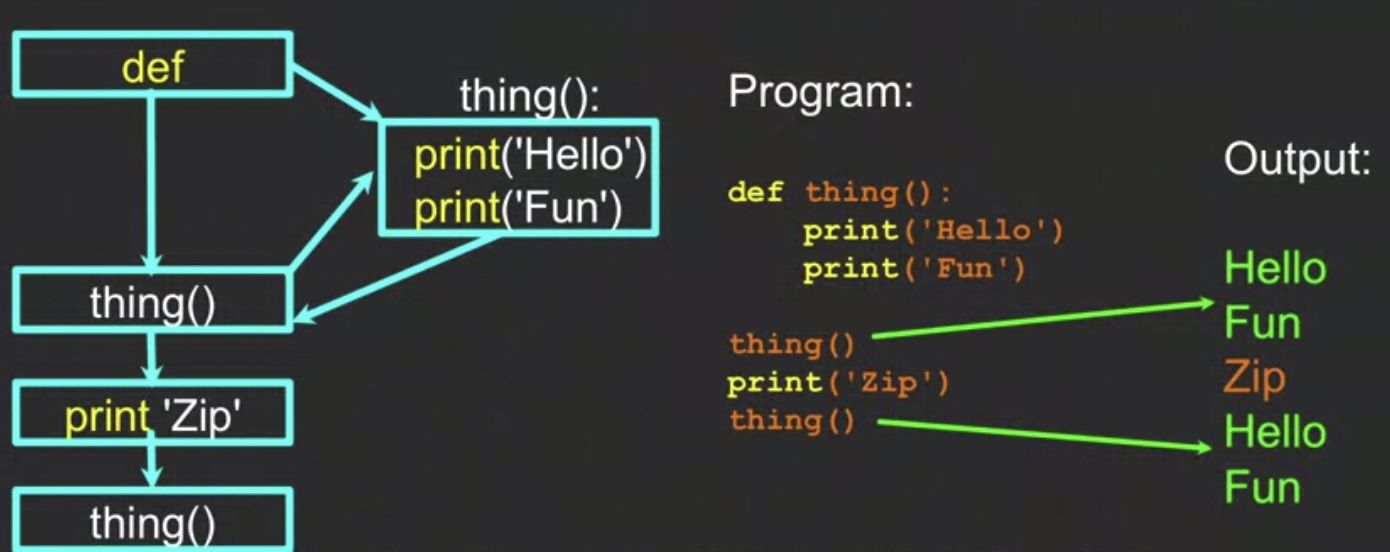 def
thing():
print('Hello')
print('Fun')
thing()
print 'Zip'
thing()
Program:
def thing():
    print('Hello')
    print('Fun')
thing()
print('Zip')
thing()
Output:
Hello
Fun
Zip
Hello
Fun